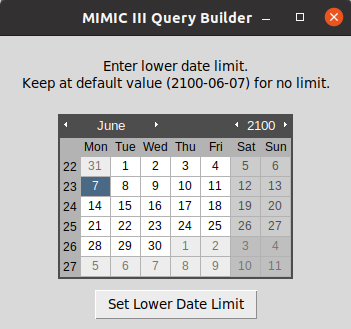 MIMIC III Query Builder
Enter lower date limit.
Keep at default value (2100-06-07) for no limit.
June 2100
Mon Tue Wed Thu Fri Sat Sun
22 31 1 2 3 4 5 6
23 7 8 9 10 11 12 13
24 14 15 16 17 18 19 20
25 21 22 23 24 25 26 27
26 28 29 30 1 2 3 4
27 5 6 7 8 9 10 11
Set Lower Date Limit